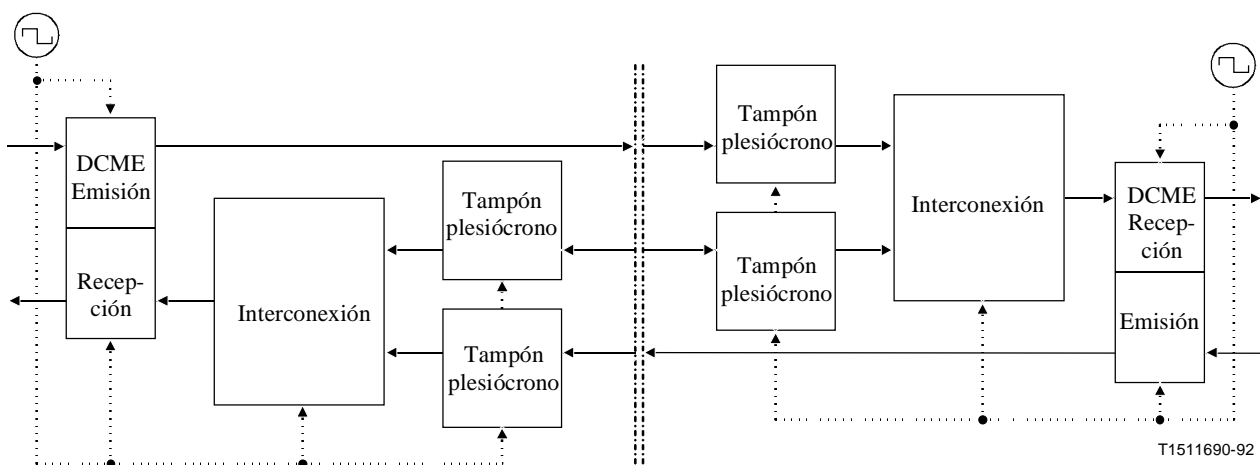 DCME
Emisión
Recep-
ción
Interconexión
Tampón
plesiócrono
Tampón
plesiócrono
Tampón
plesiócrono
Tampón
plesiócrono
Interconexión
DCME
Recep-
ción
Emisión
T1511690-92